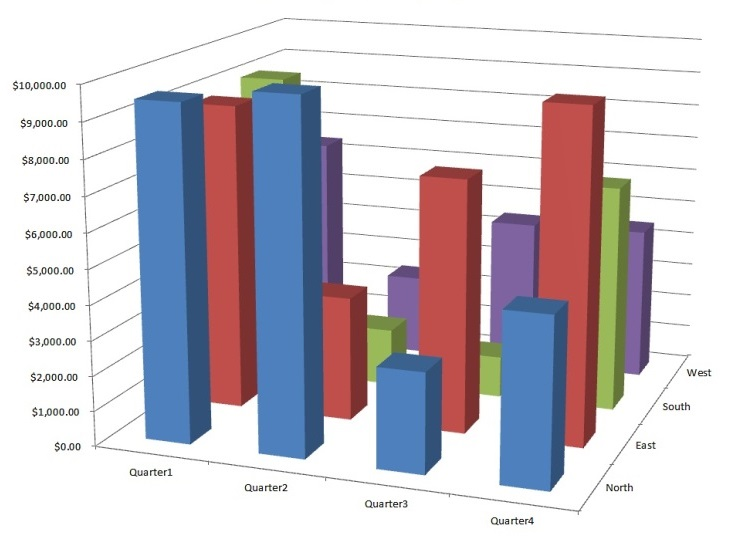 $10,000.00
$9,000.00
$8,000.00
$7,000.00
$6,000.00
$5,000.00
$4,000.00
$3,000.00
$2,000.00
$1,000.00
$0.00
Quarter1
Quarter2
Quarter3
Quarter4
West
South
East
North